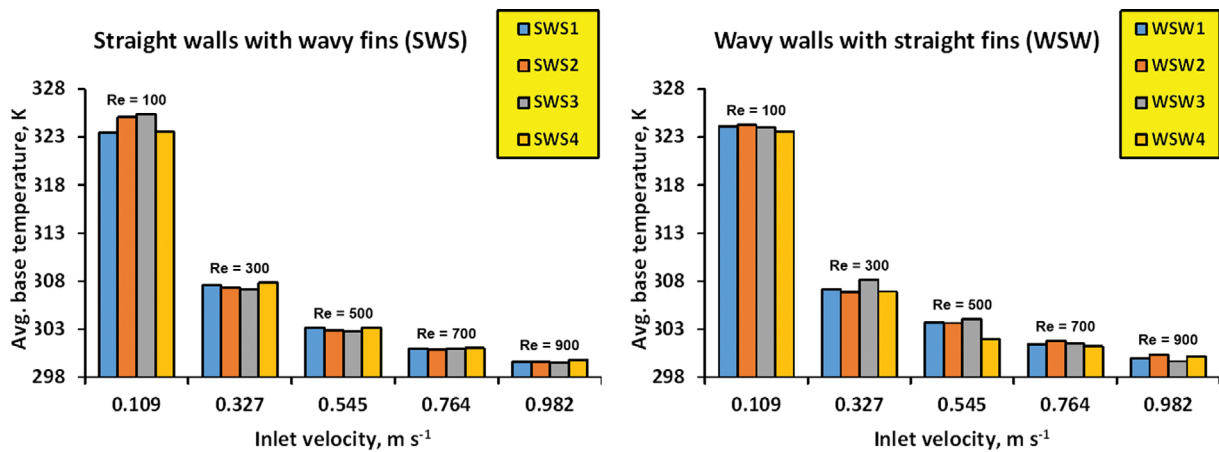 Straight walls with wavy fins (SWS)
SWS1
SWS2
SWS3
SWS4
Avg. base temperature, K
328
323
318
313
308
303
298
Re = 100
Re = 300
Re = 500
Re = 700
Re = 900
0.109
0.327
0.545
0.764
0.982
Inlet velocity, m s⁻¹
Wavy walls with straight fins (WSW)
WSW1
WSW2
WSW3
WSW4
Avg. base temperature, K
328
323
318
313
308
303
298
Re = 100
Re = 300
Re = 500
Re = 700
Re = 900
0.109
0.327
0.545
0.764
0.982
Inlet velocity, m s⁻¹